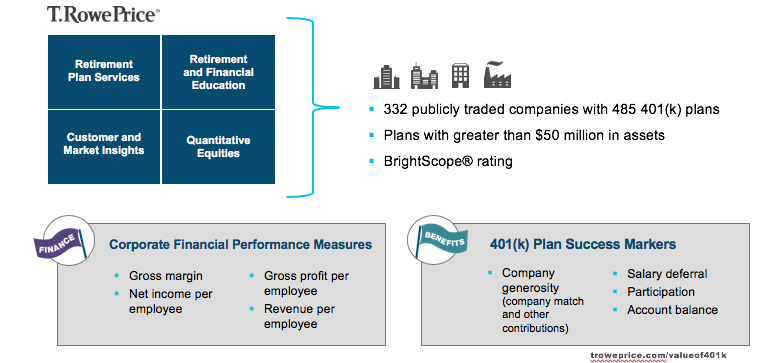 T.RowePrice®
Retirement
Plan Services
Retirement
and Financial
Education
Customer and
Market Insights
Quantitative
Equities
▪ 332 publicly traded companies with 485 401(k) plans
▪ Plans with greater than $50 million in assets
▪ BrightScope® rating
FINANCE
Corporate Financial Performance Measures
▪ Gross margin
▪ Net income per
employee
▪ Gross profit per
employee
▪ Revenue per
employee
BENEFITS
401(k) Plan Success Markers
▪ Company
generosity
(company match
and other
contributions)
▪ Salary deferral
▪ Participation
▪ Account balance
troweprice.com/valueof401k